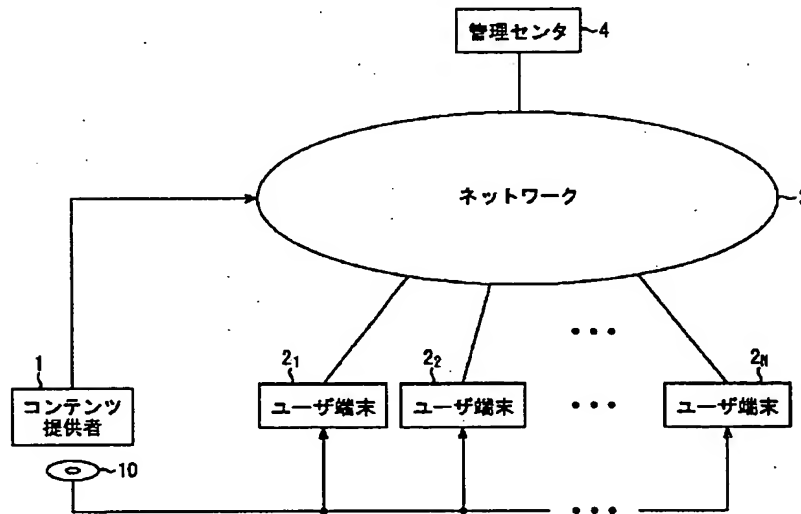 管理センタ 4
ネットワーク
1
コンテンツ
提供者
10
2₁
ユーザ端末
2₂
ユーザ端末
2N
ユーザ端末